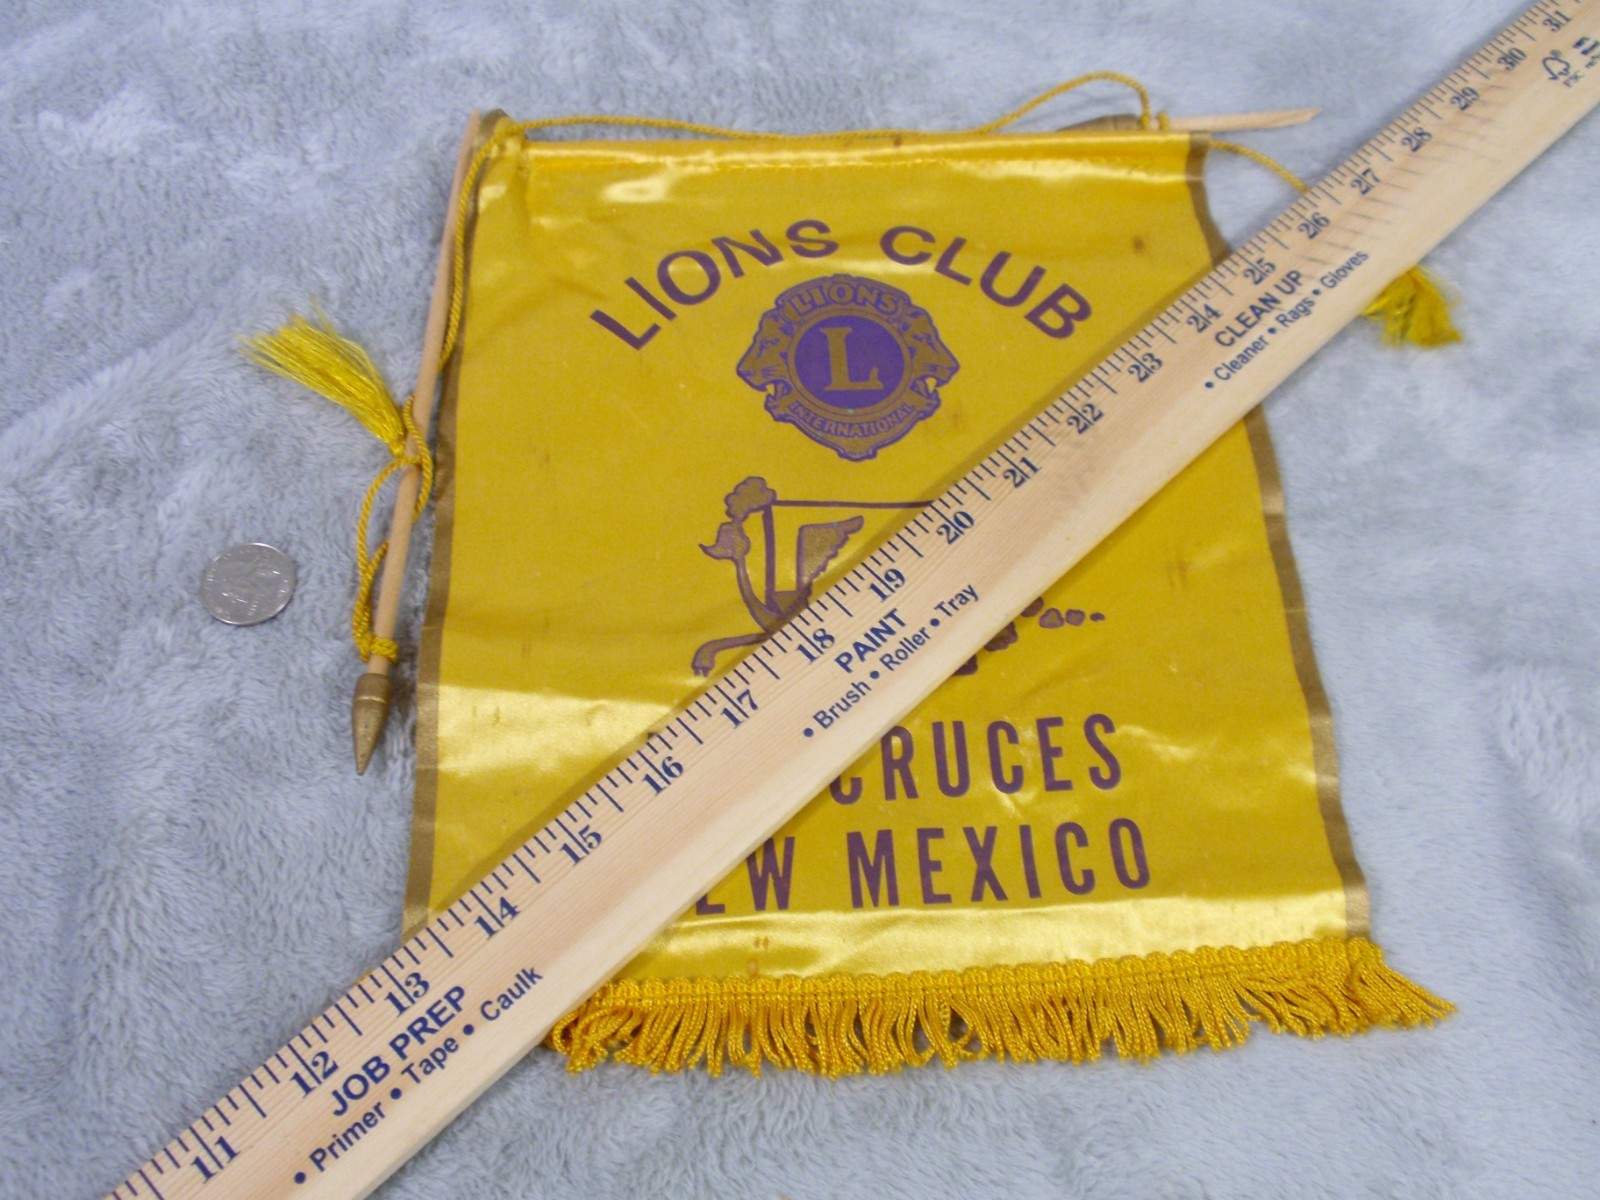 LIONS CLUB
LIONS
L
INTERNATIONAL
CRUCES
EW MEXICO
11
12
13
14
15
16
17
18
19
20
21
22
23
24
25
26
27
28
29
30
31
JOB PREP
• Primer • Tape • Caulk
PAINT
• Brush • Roller • Tray
CLEAN UP
• Cleaner • Rags • Gloves
FSC